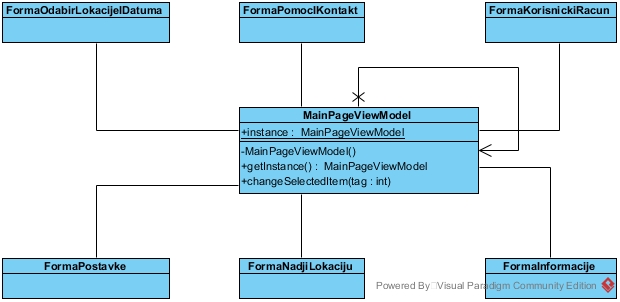 FormaOdabirLokacijeIDatuma
FormaPomocIKontakt
FormaKorisnickiRacun
MainPageViewModel
+instance : MainPageViewModel
-MainPageViewModel()
+getInstance() : MainPageViewModel
+changeSelectedItem(tag : int)
FormaPostavke
FormaNadjiLokaciju
FormaInformacije
Powered By Visual Paradigm Community Edition